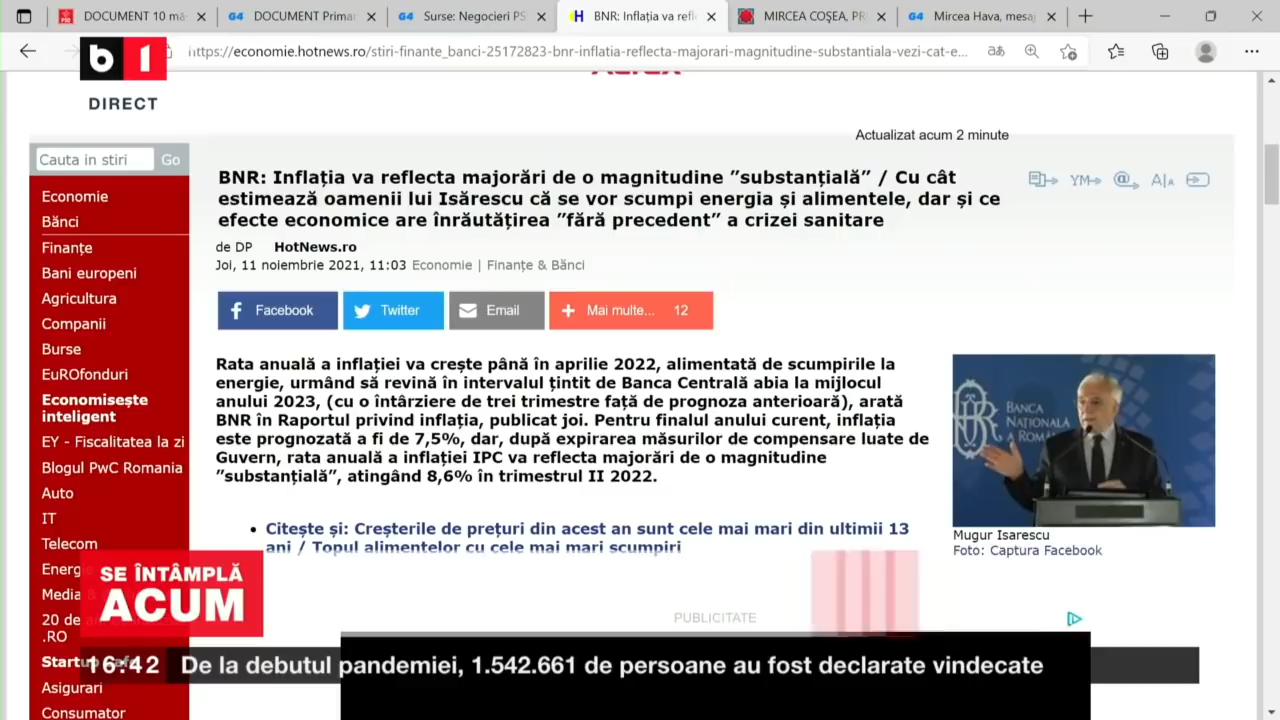 DOCUMENT 10 mă
DOCUMENT Primar
Surse: Negocieri PS
BNR: Inflația va refl
MIRCEA COȘEA, PR
Mircea Hava, mesaj
https://economie.hotnews.ro/stiri-finante_banci-25172823-bnr-inflatia-reflecta-majorari-magnitudine-substantiala-vezi-cat-e...
b1
DIRECT
Actualizat acum 2 minute
Cauta in stiri Go
BNR: Inflația va reflecta majorări de o magnitudine ”substanțială” / Cu cât
estimează oamenii lui Isărescu că se vor scumpi energia și alimentele, dar și ce
efecte economice are înrăutățirea ”fără precedent” a crizei sanitare
de DP HotNews.ro
Joi, 11 noiembrie 2021, 11:03 Economie | Finanțe & Bănci
Facebook
Twitter
Email
Mai multe... 12
Economie
Bănci
Finanțe
Bani europeni
Agricultura
Companii
Burse
EuROfonduri
Economisește
inteligent
EY - Fiscalitatea la zi
Blogul PwC Romania
Auto
IT
Telecom
Energ
Media &
20 de
.RO
Startup
Asigurari
Consumator
Rata anuală a inflației va crește până în aprilie 2022, alimentată de scumpirile la
energie, urmând să revină în intervalul țintit de Banca Centrală abia la mijlocul
anului 2023, (cu o întârziere de trei trimestre față de prognoza anterioară), arată
BNR în Raportul privind inflația, publicat joi. Pentru finalul anului curent, inflația
este prognozată a fi de 7,5%, dar, după expirarea măsurilor de compensare luate de
Guvern, rata anuală a inflației IPC va reflecta majorări de o magnitudine
”substanțială”, atingând 8,6% în trimestrul II 2022.
Citește și: Creșterile de prețuri din acest an sunt cele mai mari din ultimii 13
ani / Topul alimentelor cu cele mai mari scumpiri
BANCA
NAȚIONALĂ
A ROMÂ
Mugur Isarescu
Foto: Captura Facebook
PUBLICITATE
SE ÎNTÂMPLĂ
ACUM
16:42 De la debutul pandemiei, 1.542.661 de persoane au fost declarate vindecate